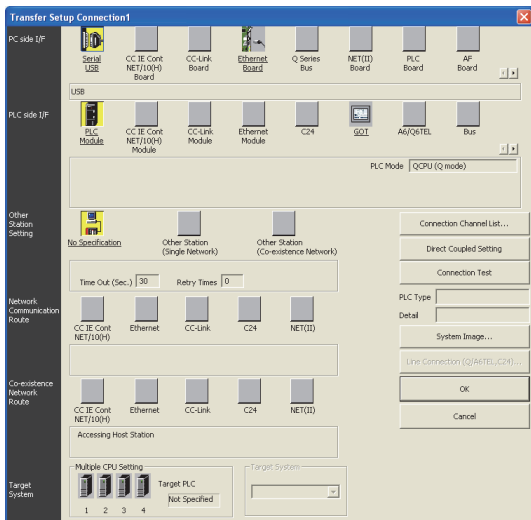 Transfer Setup Connection1
PC side I/F
Serial USB
CC IE Cont NET/10(H) Board
CC-Link Board
Ethernet Board
Q Series Bus
NET(II) Board
PLC Board
AF Board
USB
PLC side I/F
PLC Module
CC IE Cont NET/10(H) Module
CC-Link Module
Ethernet Module
C24
GOT
A6/Q6TEL
Bus
PLC Mode QCPU (Q mode)
Other Station Setting
No Specification
Other Station (Single Network)
Other Station (Co-existence Network)
Time Out (Sec.) 30 Retry Times 0
Network Communication Route
CC IE Cont NET/10(H)
Ethernet
CC-Link
C24
NET(II)
Co-existence Network Route
CC IE Cont NET/10(H)
Ethernet
CC-Link
C24
NET(II)
Accessing Host Station
Target System
Multiple CPU Setting
1 2 3 4
Target PLC
Not Specified
Target System
Connection Channel List...
Direct Coupled Setting
Connection Test
PLC Type
Detail
System Image...
Line Connection (Q/A6TEL,C24)...
OK
Cancel